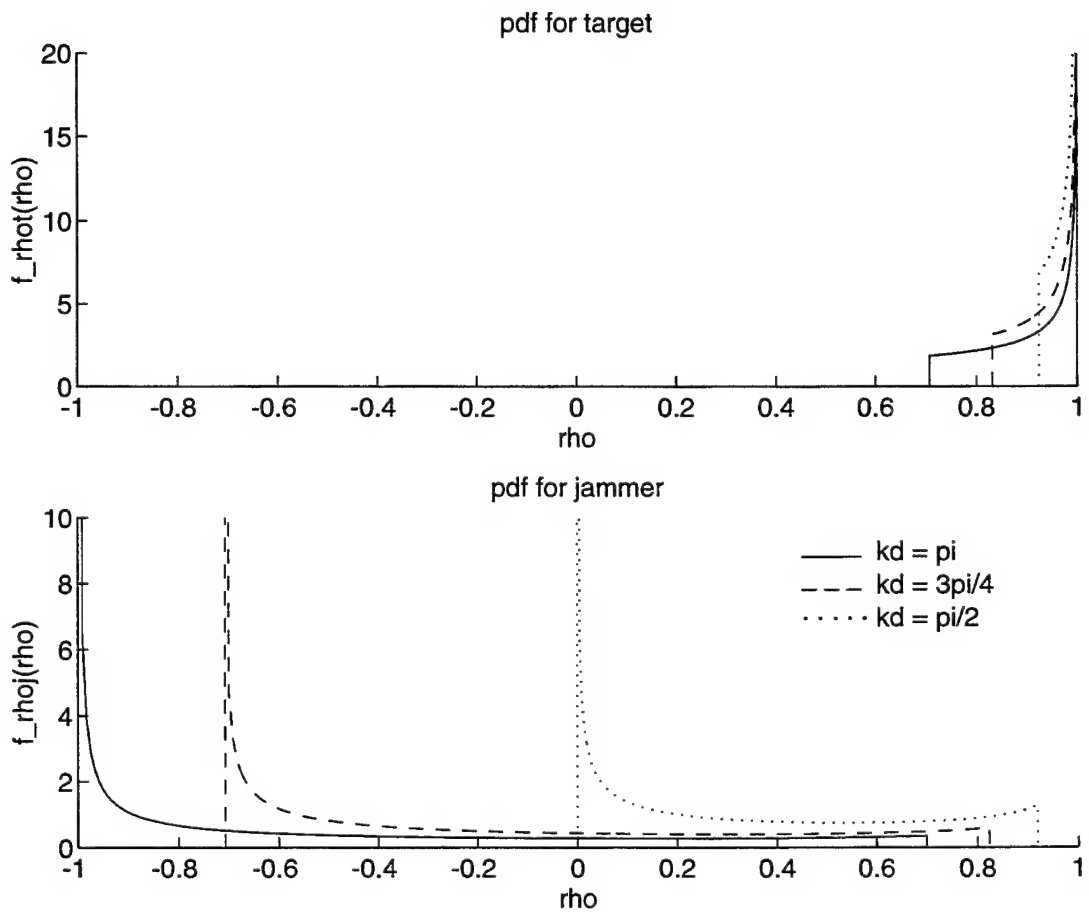 pdf for target
20
15
10
5
0
f_rhot(rho)
-1 -0.8 -0.6 -0.4 -0.2 0 0.2 0.4 0.6 0.8 1
rho
pdf for jammer
10
8
6
4
2
0
f_rhoj(rho)
kd = pi
kd = 3pi/4
kd = pi/2
-1 -0.8 -0.6 -0.4 -0.2 0 0.2 0.4 0.6 0.8 1
rho